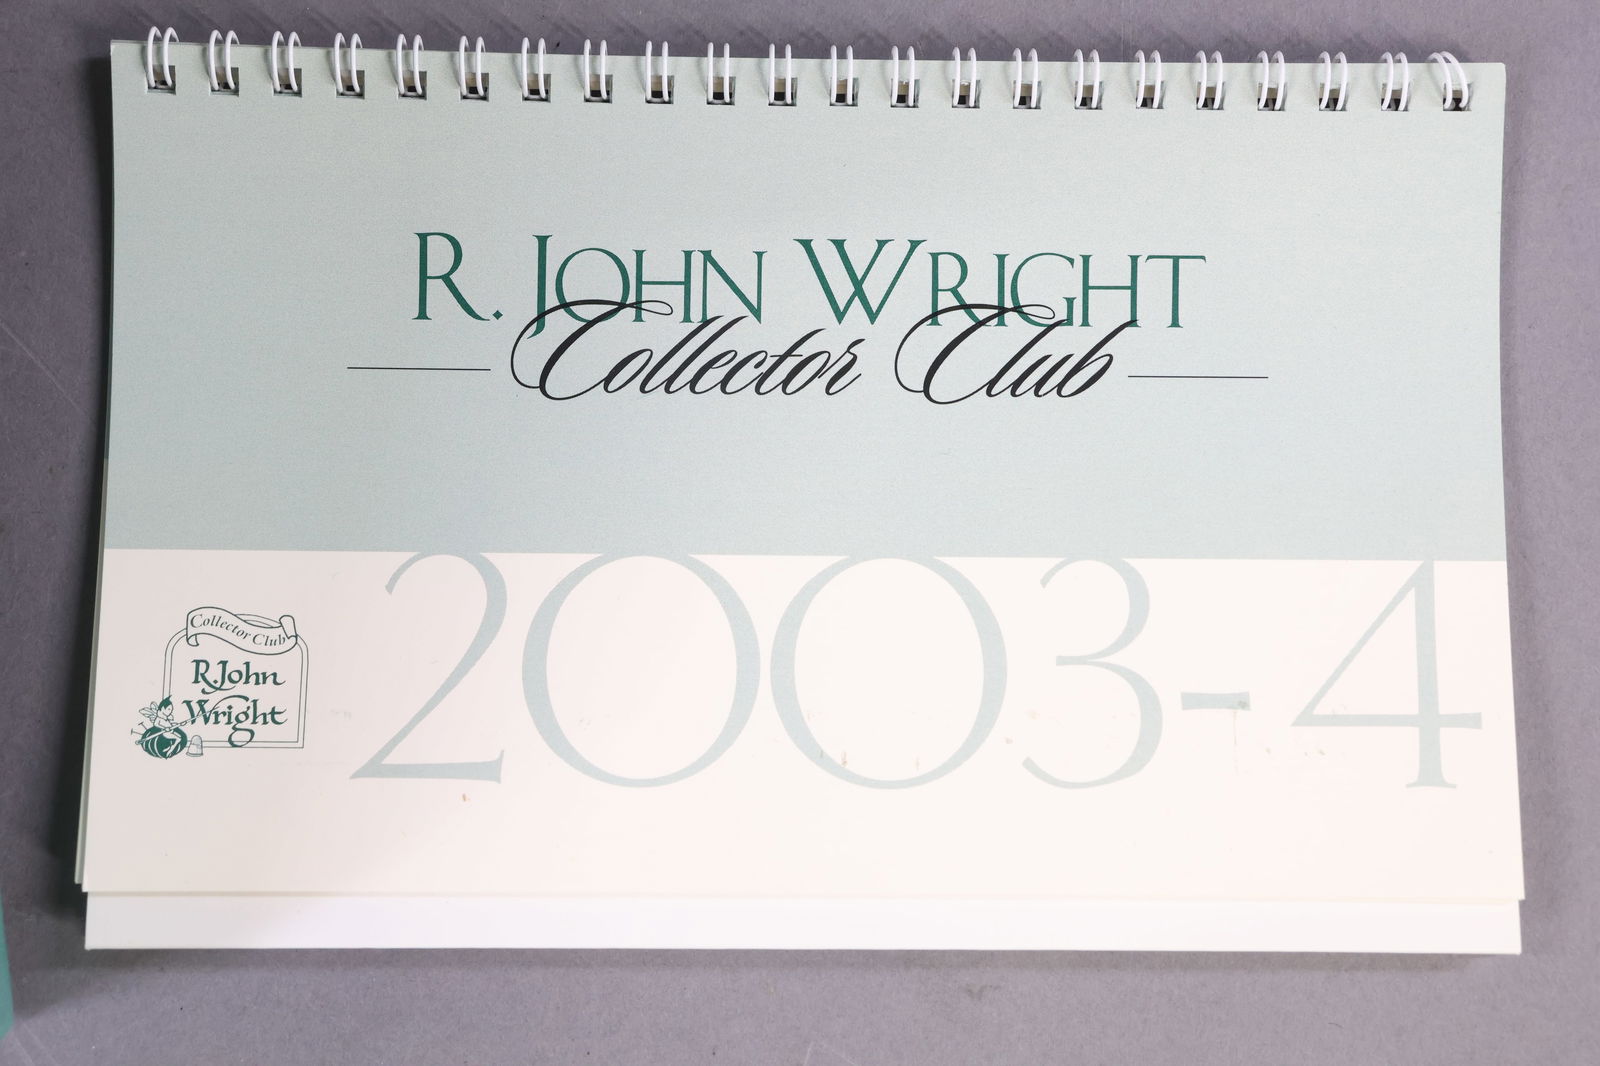 R. JOHN WRIGHT
Collector Club
2003-4
Collector Club
R. John
Wright